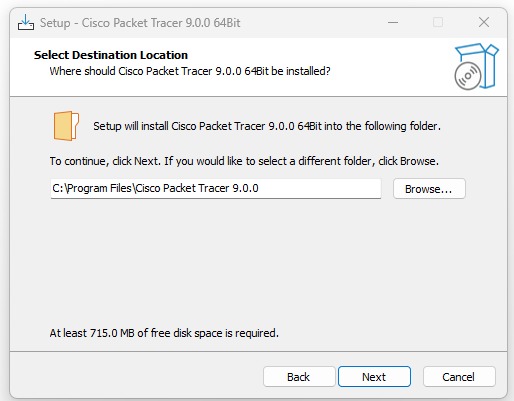 Setup - Cisco Packet Tracer 9.0.0 64Bit
Select Destination Location
Where should Cisco Packet Tracer 9.0.0 64Bit be installed?
Setup will install Cisco Packet Tracer 9.0.0 64Bit into the following folder.
To continue, click Next. If you would like to select a different folder, click Browse.
C:\Program Files\Cisco Packet Tracer 9.0.0
Browse...
At least 715.0 MB of free disk space is required.
Back
Next
Cancel